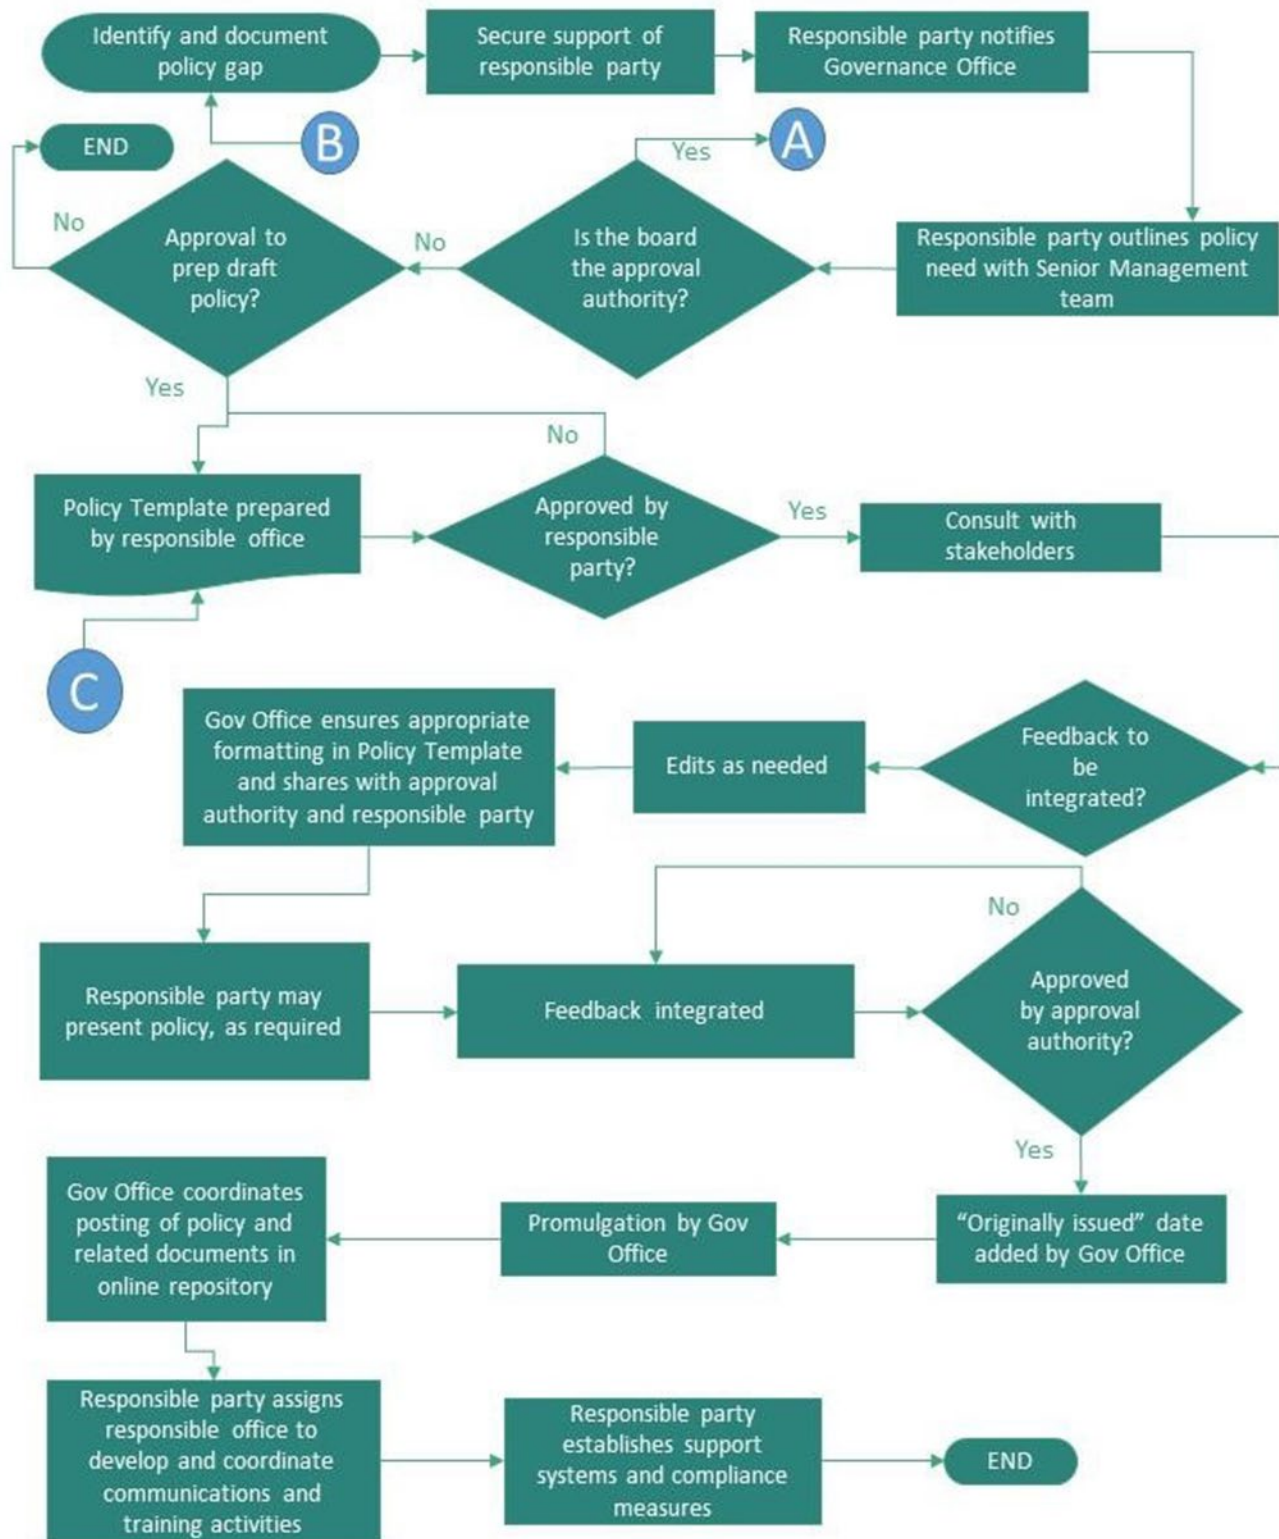 Identify and document
policy gap
Secure support of
responsible party
Responsible party notifies
Governance Office
END
B
A
Yes
No
Approval to
prep draft
policy?
No
Is the board
the approval
authority?
Responsible party outlines policy
need with Senior Management
team
Yes
No
Policy Template prepared
by responsible office
Approved by
responsible
party?
Yes
Consult with
stakeholders
C
Gov Office ensures appropriate
formatting in Policy Template
and shares with approval
authority and responsible party
Edits as needed
Feedback to
be
integrated?
No
Responsible party may
present policy, as required
Feedback integrated
Approved
by approval
authority?
Yes
Gov Office coordinates
posting of policy and
related documents in
online repository
Promulgation by Gov
Office
“Originally issued” date
added by Gov Office
Responsible party assigns
responsible office to
develop and coordinate
communications and
training activities
Responsible party
establishes support
systems and compliance
measures
END